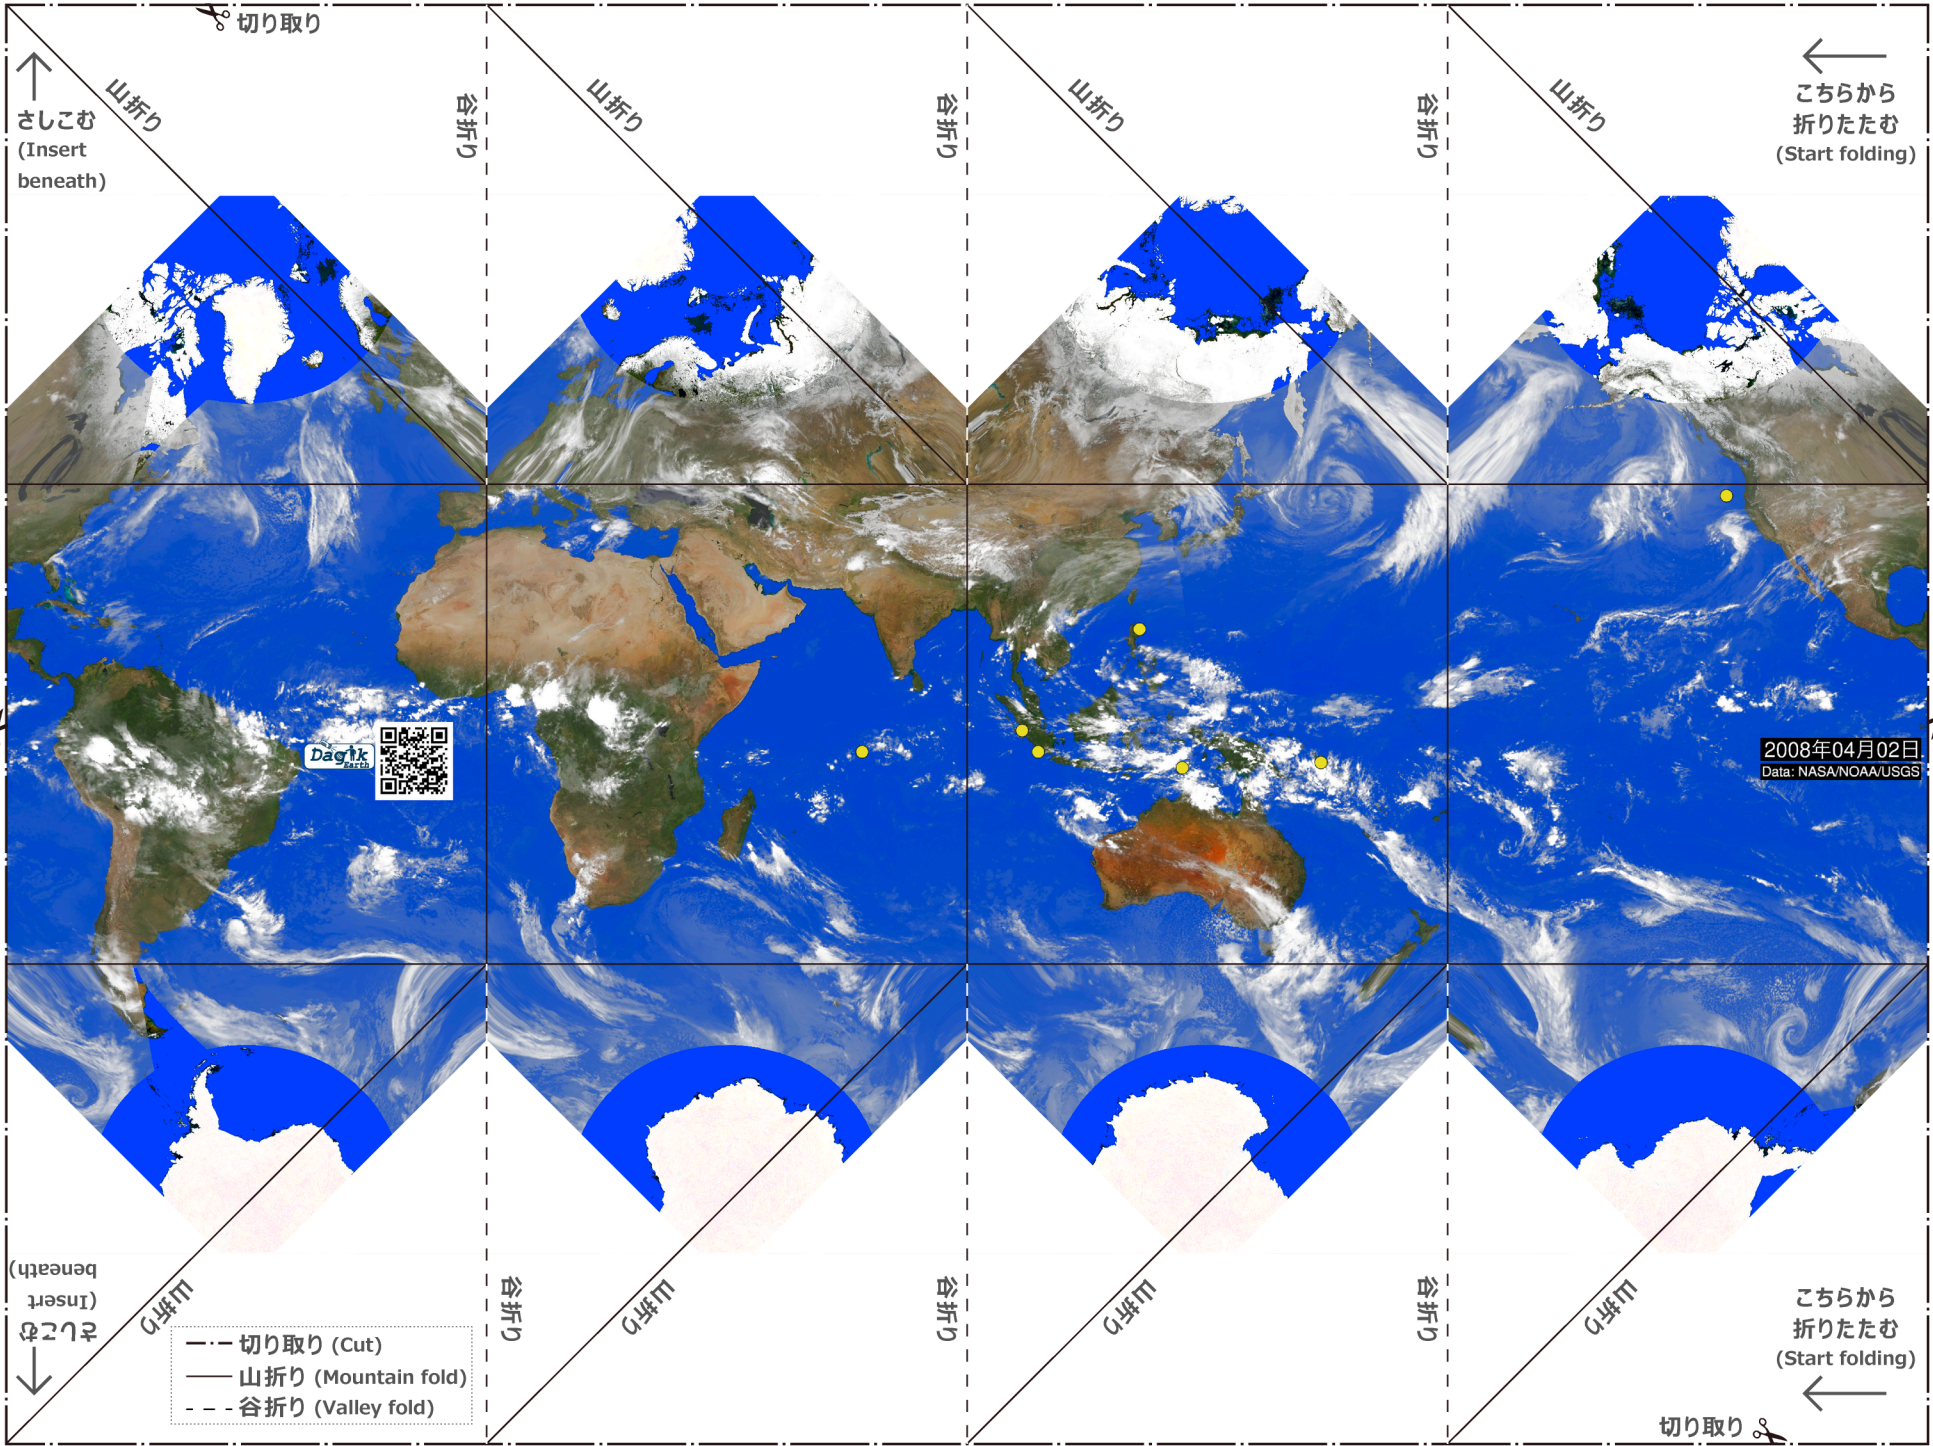 切り取り
さしこむ
(Insert
beneath)
山折り
谷折り
山折り
谷折り
山折り
谷折り
山折り
こちらから
折りたたむ
(Start folding)
Dagik
Earth
2008年04月02日
Data: NASA/NOAA/USGS
さしこむ
(Insert
beneath)
山折り
谷折り
山折り
谷折り
山折り
谷折り
山折り
こちらから
折りたたむ
(Start folding)
切り取り (Cut)
山折り (Mountain fold)
谷折り (Valley fold)
切り取り